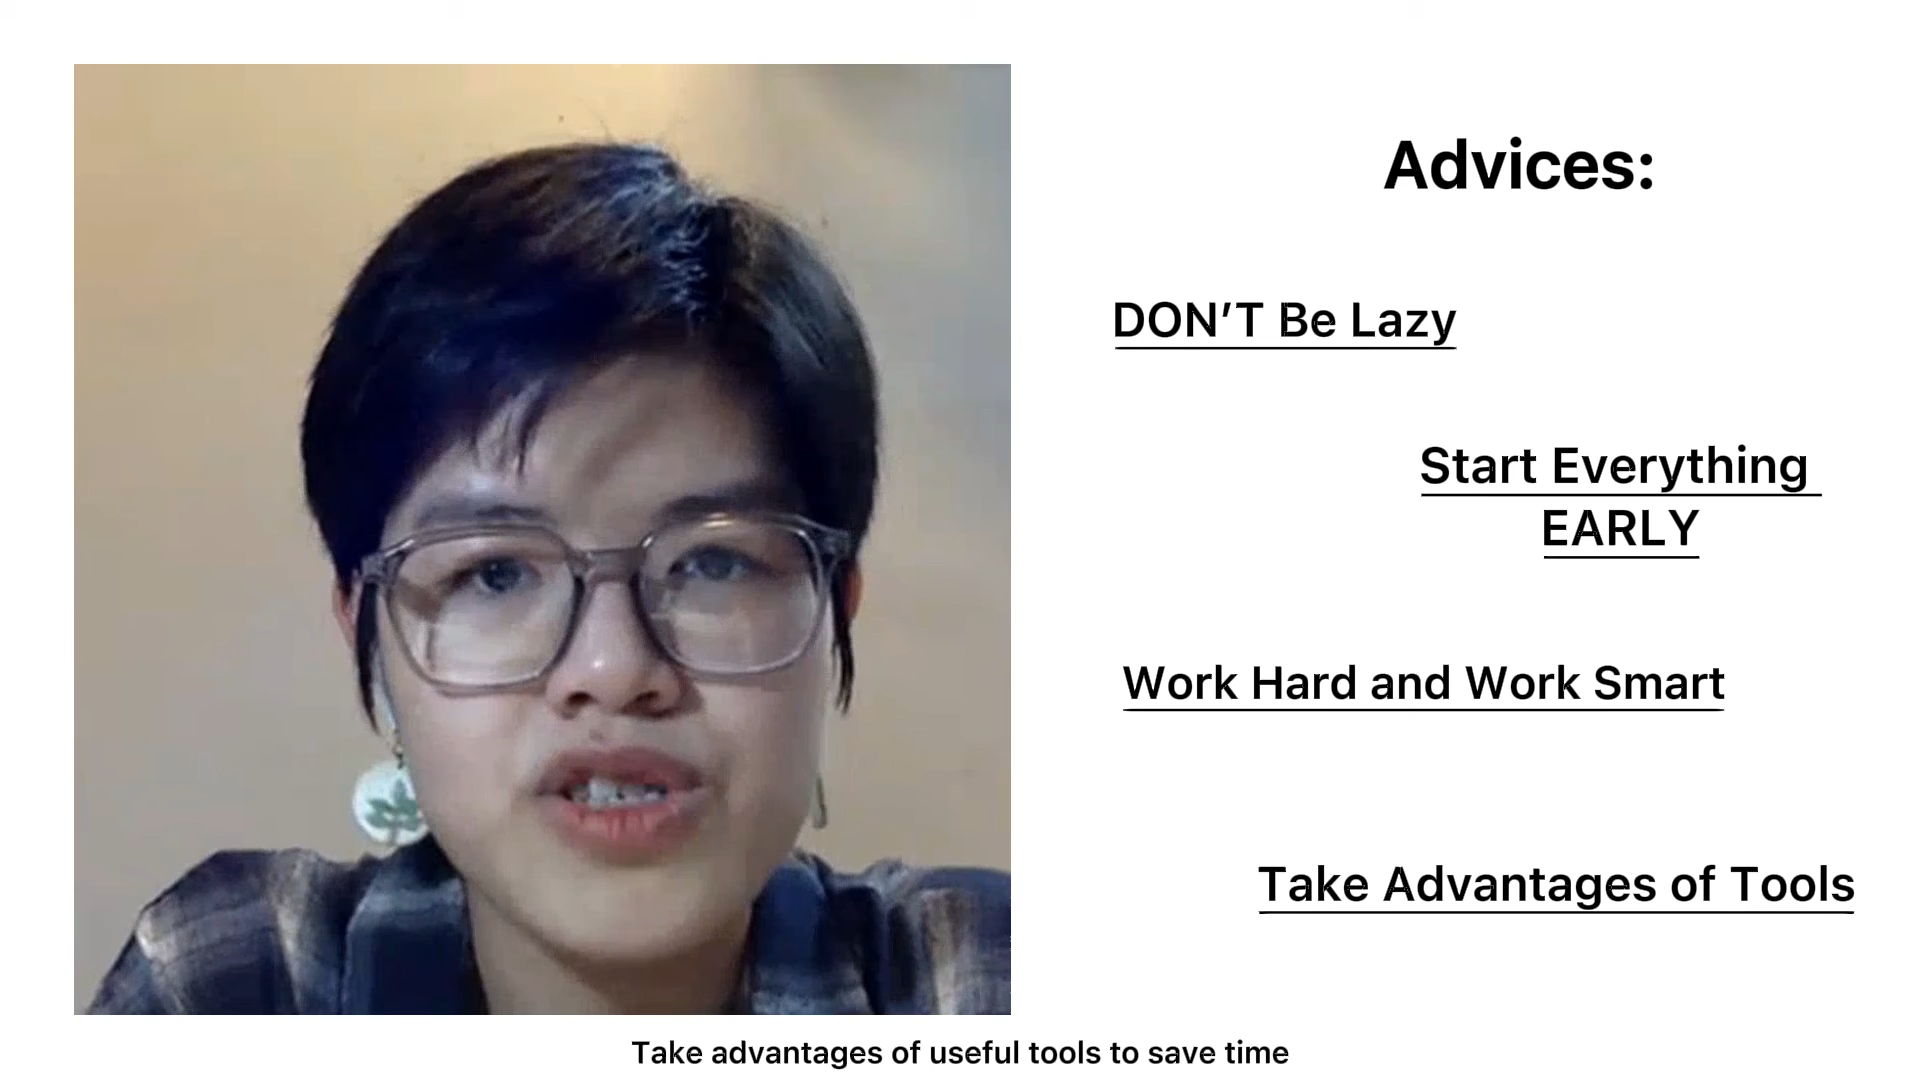 Advices:
DON’T Be Lazy
Start Everything
EARLY
Work Hard and Work Smart
Take Advantages of Tools
Take advantages of useful tools to save time